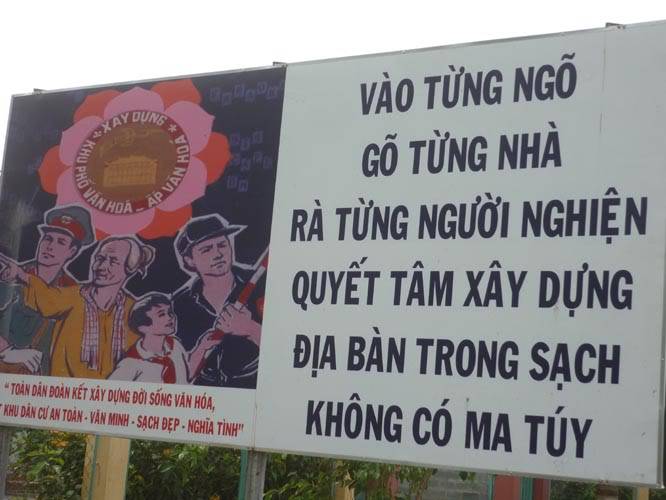 XÂY DỰNG
KHU PHỐ VĂN HOÁ - ẤP VĂN HÓA
" TOÀN DÂN ĐOÀN KẾT XÂY DỰNG ĐỜI SỐNG VĂN HÓA,
KHU DÂN CƯ AN TOÀN - VĂN MINH - SẠCH ĐẸP - NGHĨA TÌNH"
VÀO TỪNG NGÕ
GÕ TỪNG NHÀ
RÀ TỪNG NGƯỜI NGHIỆN
QUYẾT TÂM XÂY DỰNG
ĐỊA BÀN TRONG SẠCH
KHÔNG CÓ MA TÚY